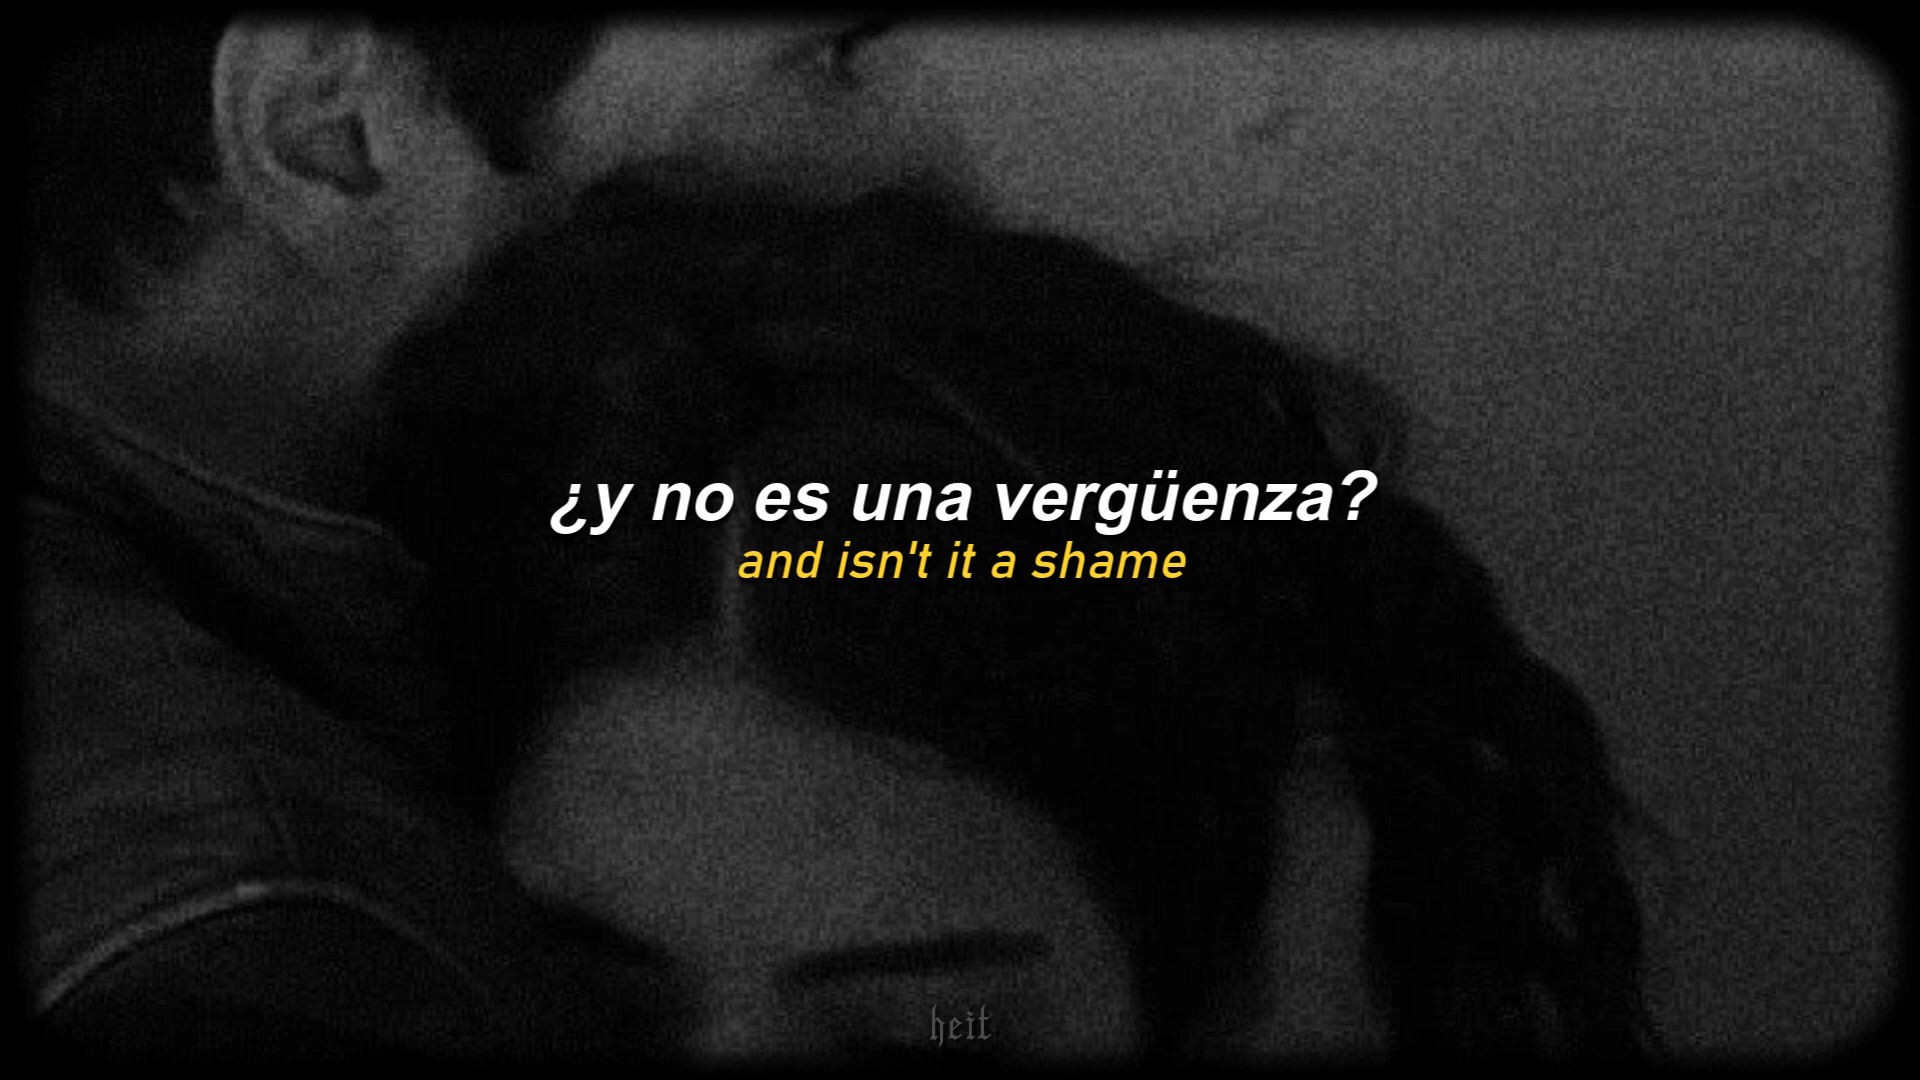 ¿y no es una vergüenza?
and isn't it a shame
heit